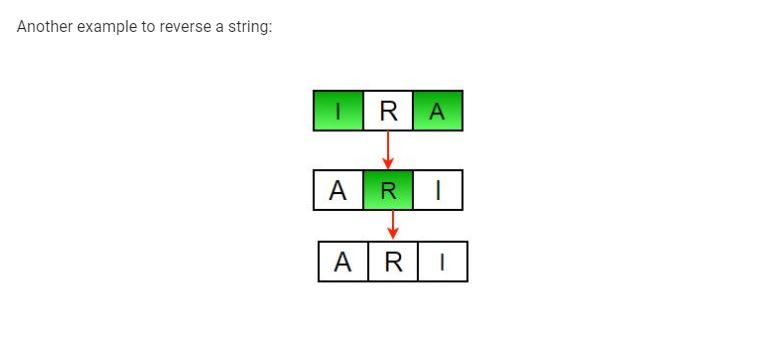 Another example to reverse a string:
I R A
A R I
A R I